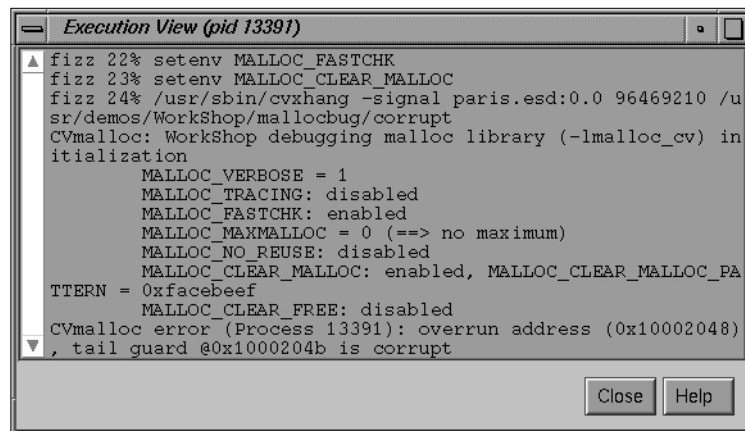 Execution View (pid 13391)
fizz 22% setenv MALLOC_FASTCHK
fizz 23% setenv MALLOC_CLEAR_MALLOC
fizz 24% /usr/sbin/cvxhang -signal paris.esd:0.0 96469210 /u
sr/demos/WorkShop/mallocbug/corrupt
CVmalloc: WorkShop debugging malloc library (-lmalloc_cv) in
itialization
MALLOC_VERBOSE = 1
MALLOC_TRACING: disabled
MALLOC_FASTCHK: enabled
MALLOC_MAXMALLOC = 0 (==> no maximum)
MALLOC_NO_REUSE: disabled
MALLOC_CLEAR_MALLOC: enabled, MALLOC_CLEAR_MALLOC_PA
TTERN = 0xfacebeef
MALLOC_CLEAR_FREE: disabled
CVmalloc error (Process 13391): overrun address (0x10002048)
, tail guard @0x1000204b is corrupt
Close Help